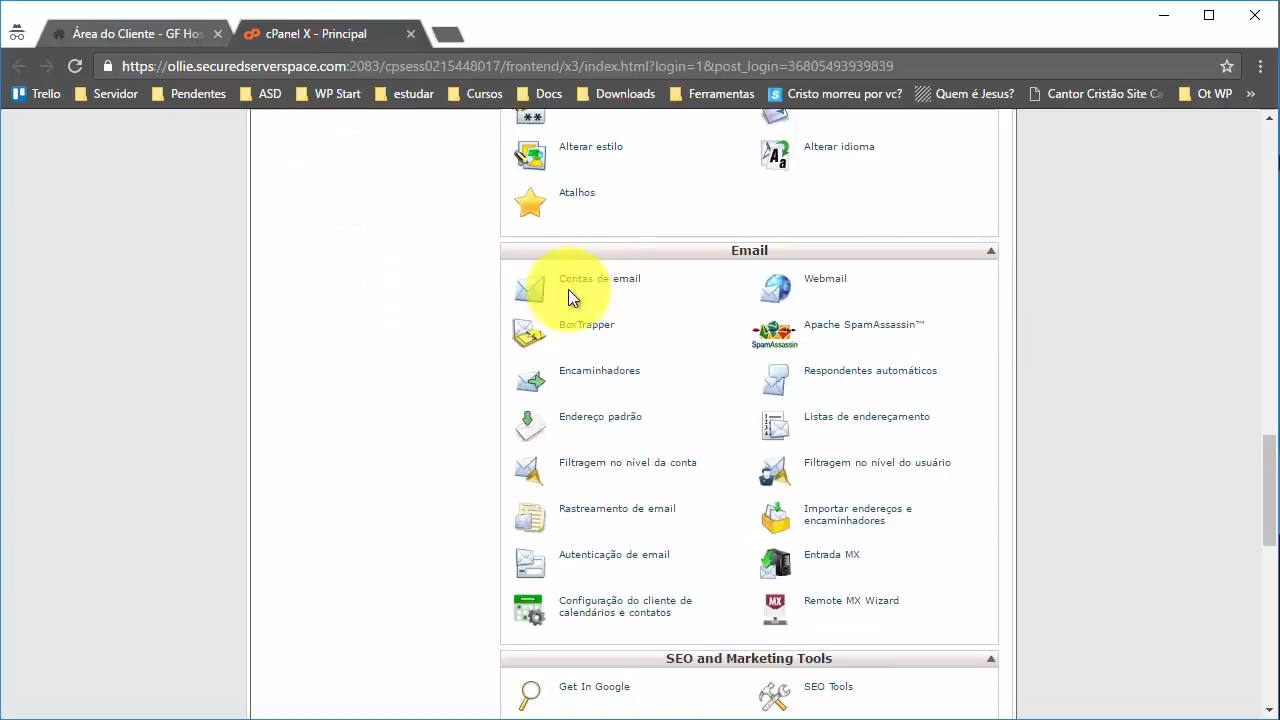 Área do Cliente - GF Hos
cPanel X - Principal
https://ollie.securedserverspace.com:2083/cpsess0215448017/frontend/x3/index.html?login=1&post_login=36805493939839
Trello Servidor Pendentes ASD WP Start estudar Cursos Docs Downloads Ferramentas Cristo morreu por vc? Quem é Jesus? Cantor Cristão Site Ca Ot WP »
**
Alterar estilo
Aa
Alterar idioma
Atalhos
Email
Contas de email
Webmail
BoxTrapper
SpamAssassin
Apache SpamAssassin™
Encaminhadores
Respondentes automáticos
Endereço padrão
Listas de endereçamento
Filtragem no nível da conta
Filtragem no nível do usuário
Rastreamento de email
Importar endereços e
encaminhadores
Autenticação de email
Entrada MX
Configuração do cliente de
calendários e contatos
MX
Remote MX Wizard
SEO and Marketing Tools
Get In Google
SEO Tools